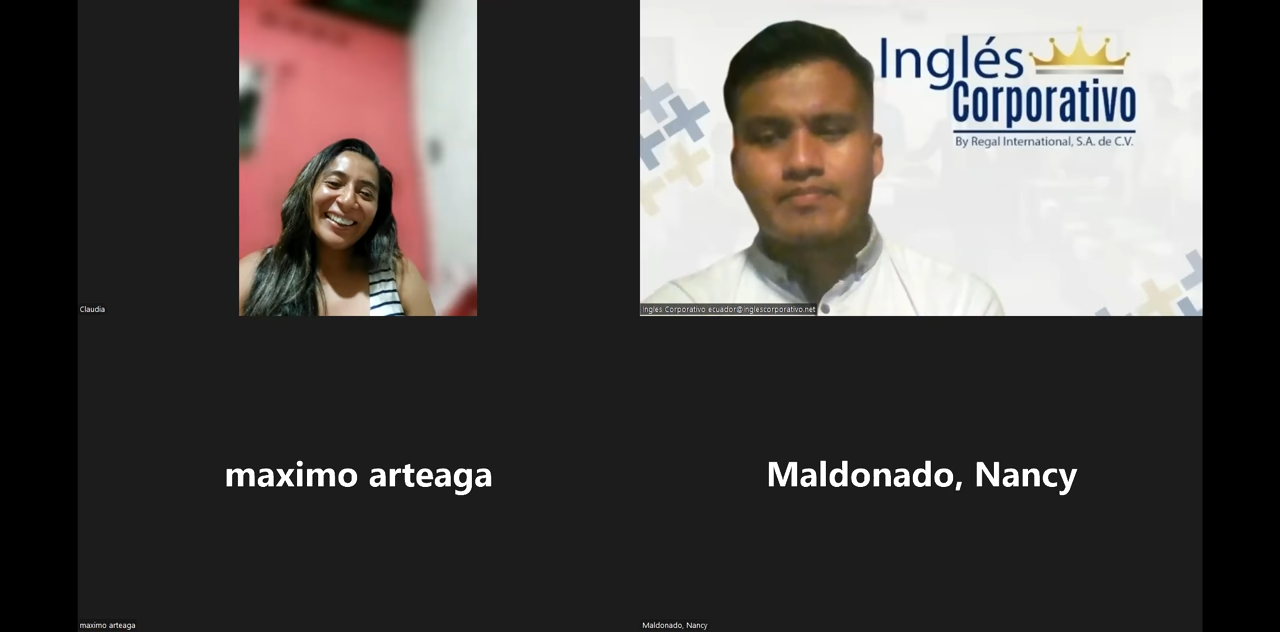 Inglés
Corporativo
By Regal International, S.A. de C.V.
Claudia
Ingles Corporativo ecuador@inglescorporativo.net
maximo arteaga
Maldonado, Nancy
maximo arteaga
Maldonado, Nancy